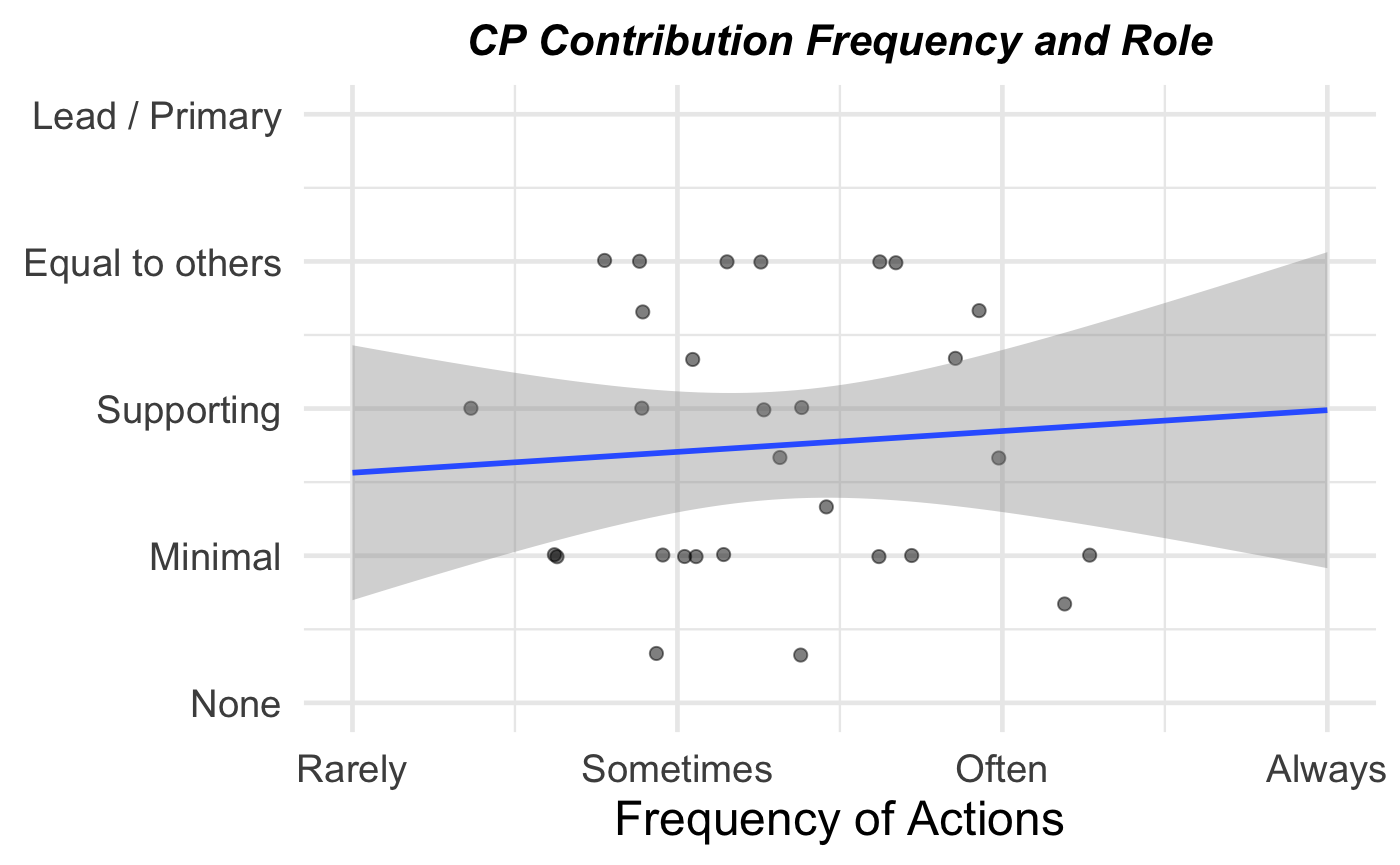 CP Contribution Frequency and Role
Lead / Primary
Equal to others
Supporting
Minimal
None
Rarely Sometimes Often Always
Frequency of Actions